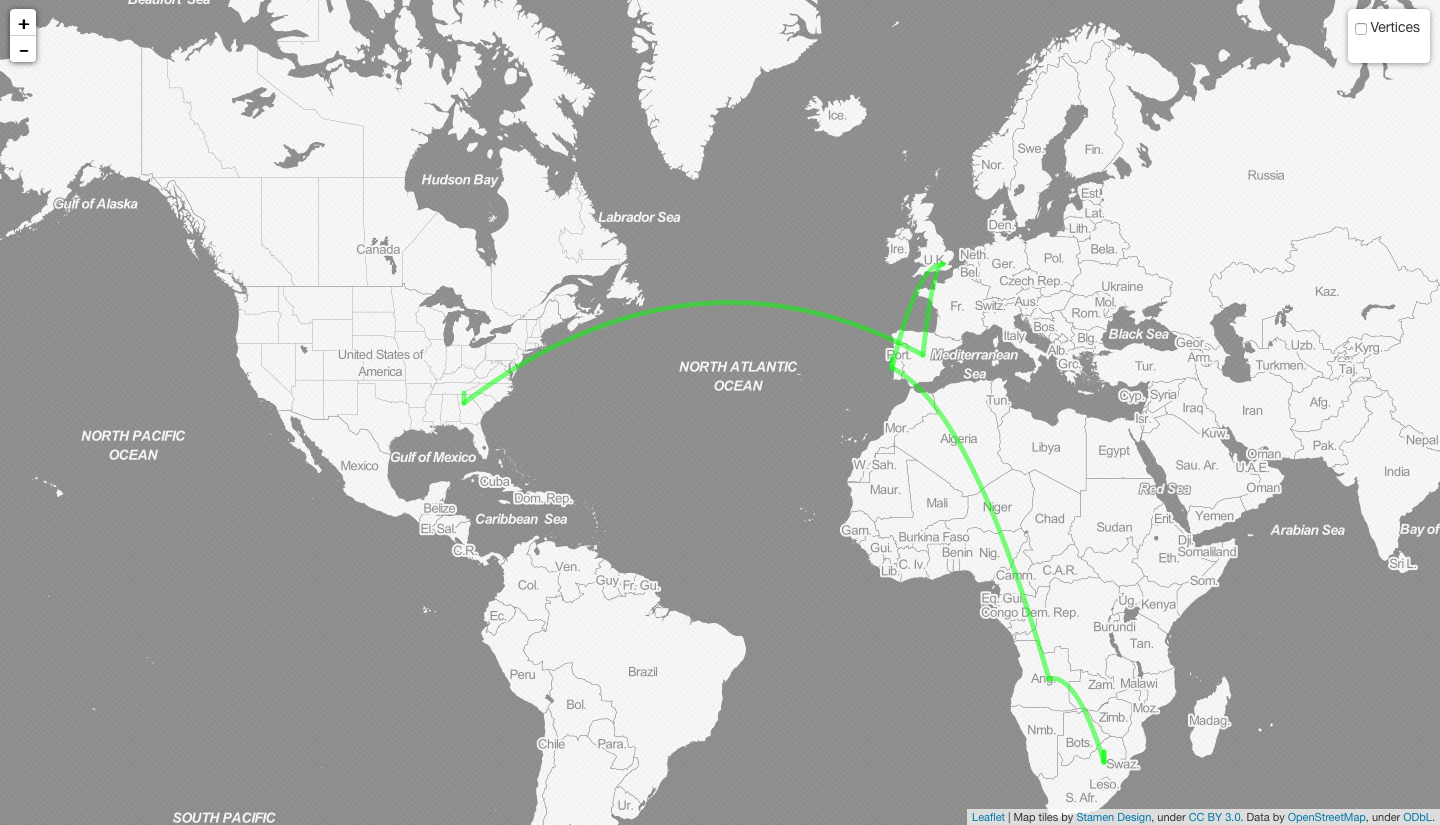 Beaufort Sea
+
−
Vertices
Ice.
Swe.
Fin.
Nor.
Russia
Hudson Bay
Est.
Gulf of Alaska
Lat.
Labrador Sea
Den.
Lith.
Canada
Ire.
U.K.
Neth.
Bela.
Ger.
Pol.
Bel.
Czech Rep.
Ukraine
Kaz.
Fr.
Switz.
Aus.
Mol.
Rom.
Bos.
Italy
Blg.
Black Sea
Geor.
Uzb.
Kyrg.
United States of
America
Port.
Mediterranean
Sea
Alb.
Grc.
Tur.
Arm.
Turkmen.
Taj.
NORTH ATLANTIC
OCEAN
Tun.
Cyp.
Syria
Iraq
Iran
Afg.
Isr.
NORTH PACIFIC
OCEAN
Mor.
Algeria
Libya
Egypt
Kuw.
Pak.
Nepal
Gulf of Mexico
Mexico
W. Sah.
Sau. Ar.
Oman
U.A.E.
India
Cuba
Dom. Rep.
Maur.
Mali
Niger
Red Sea
Oman
Belize
El. Sal.
Caribbean Sea
Chad
Sudan
Erit.
Yemen
Arabian Sea
Bay of
Gam.
Burkina Faso
C.R.
Gui.
Benin
Nig.
Dji.
Somaliland
Eth.
Lib.
C. Iv.
Camm.
C.A.R.
Som.
Sri L.
Ven.
Col.
Guy.
Fr. Gu.
Eq. Gui.
Ug.
Kenya
Congo
Dem. Rep.
Ec.
Burundi
Tan.
Peru
Brazil
Ang.
Zam.
Malawi
Bol.
Moz.
Zimb.
Madag.
Nmb.
Bots.
Chile
Para.
Swaz.
Leso.
S. Afr.
Ur.
SOUTH PACIFIC
Leaflet | Map tiles by Stamen Design, under CC BY 3.0. Data by OpenStreetMap, under ODbL.